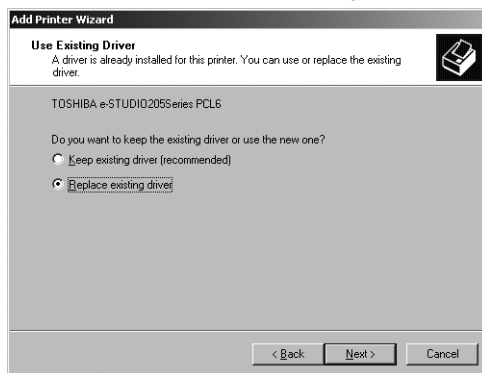 Add Printer Wizard
Use Existing Driver
A driver is already installed for this printer. You can use or replace the existing
driver.
TOSHIBA e-STUDIO205Series PCL6
Do you want to keep the existing driver or use the new one?
Keep existing driver (recommended)
Replace existing driver
< Back
Next >
Cancel